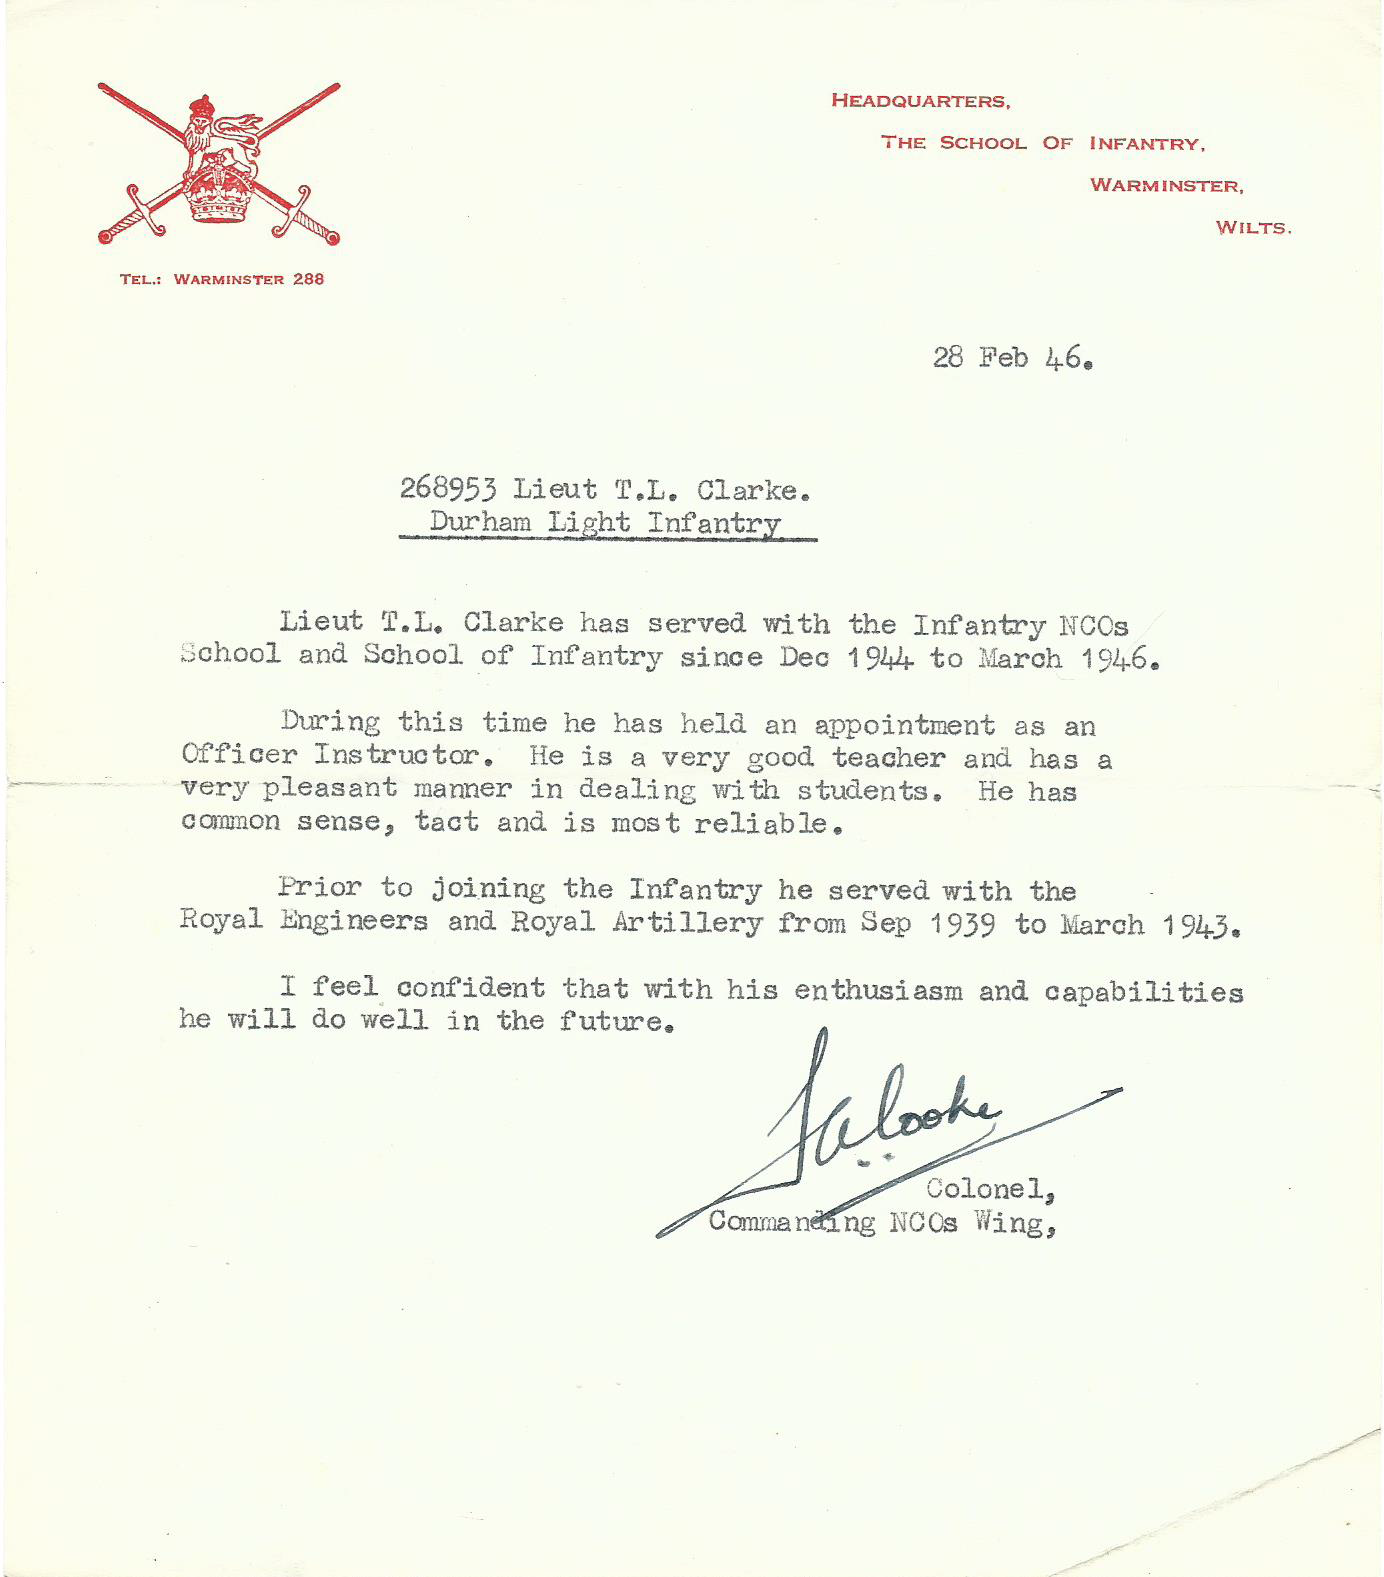 HEADQUARTERS,
THE SCHOOL OF INFANTRY,
WARMINSTER,
WILTS.
TEL.: WARMINSTER 288
28 Feb 46.
268953 Lieut T.L. Clarke.
Durham Light Infantry
Lieut T.L. Clarke has served with the Infantry NCOs
School and School of Infantry since Dec 1944 to March 1946.
During this time he has held an appointment as an
Officer Instructor. He is a very good teacher and has a
very pleasant manner in dealing with students. He has
common sense, tact and is most reliable.
Prior to joining the Infantry he served with the
Royal Engineers and Royal Artillery from Sep 1939 to March 1943.
I feel confident that with his enthusiasm and capabilities
he will do well in the future.
Cooke
Colonel,
Commanding NCOs Wing,